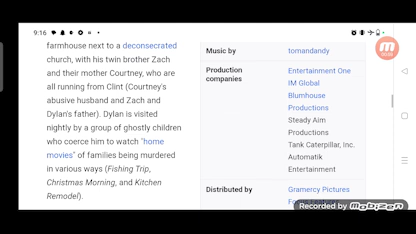 9:16
farmhouse next to a deconsecrated
church, with his twin brother Zach
and their mother Courtney, who are
all running from Clint (Courtney's
abusive husband and Zach and
Dylan's father). Dylan is visited
nightly by a group of ghostly children
who coerce him to watch "home
movies" of families being murdered
in various ways (Fishing Trip,
Christmas Morning, and Kitchen
Remodel).
Music by tomandandy
Production companies
Entertainment One
IM Global
Blumhouse
Productions
Steady Aim
Productions
Tank Caterpillar, Inc.
Automatik
Entertainment
Distributed by Gramercy Pictures
Recorded by Mobizen